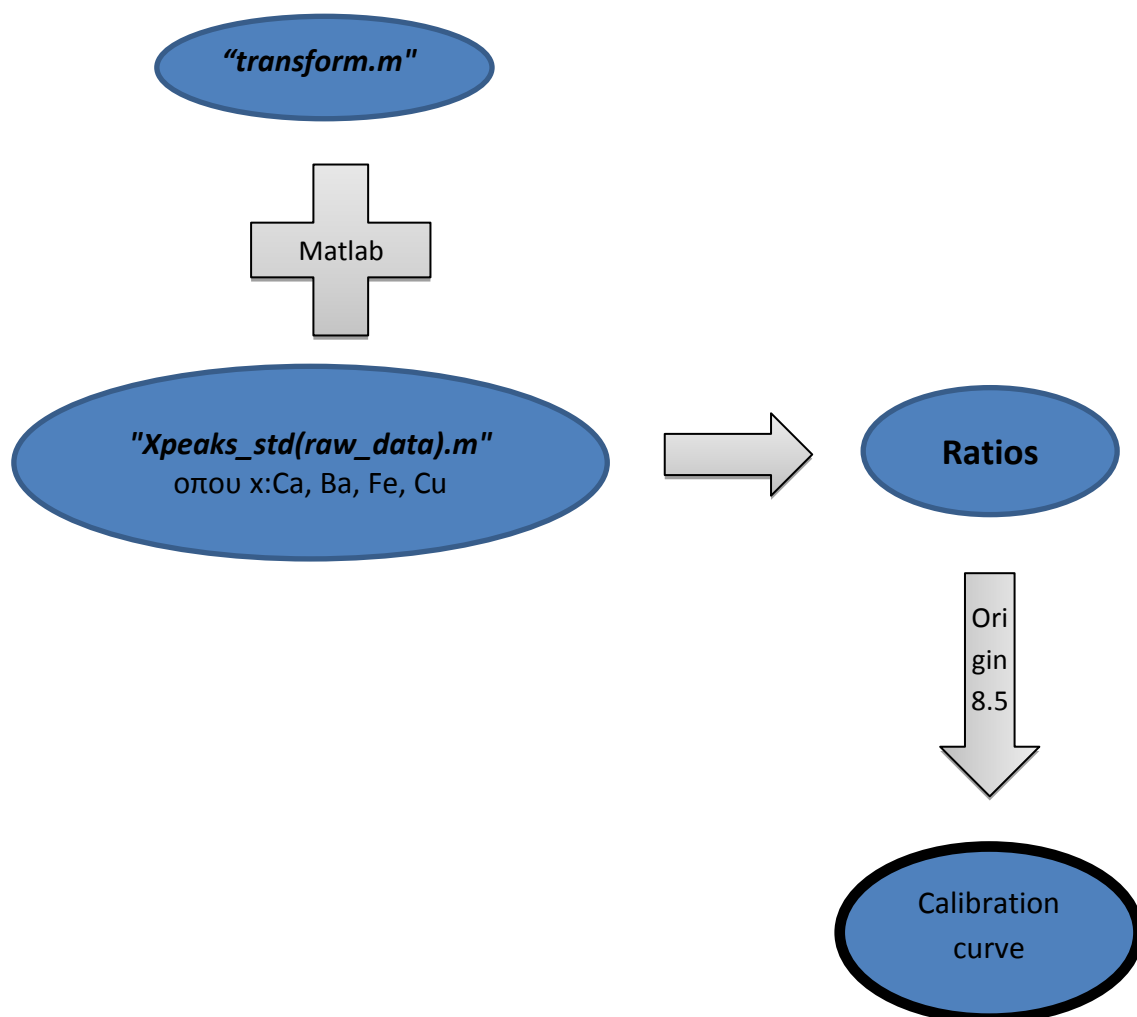 “transform.m"
Matlab
"Xpeaks_std(raw_data).m"
οπου x:Ca, Ba, Fe, Cu
Ratios
Ori
gin
8.5
Calibration
curve